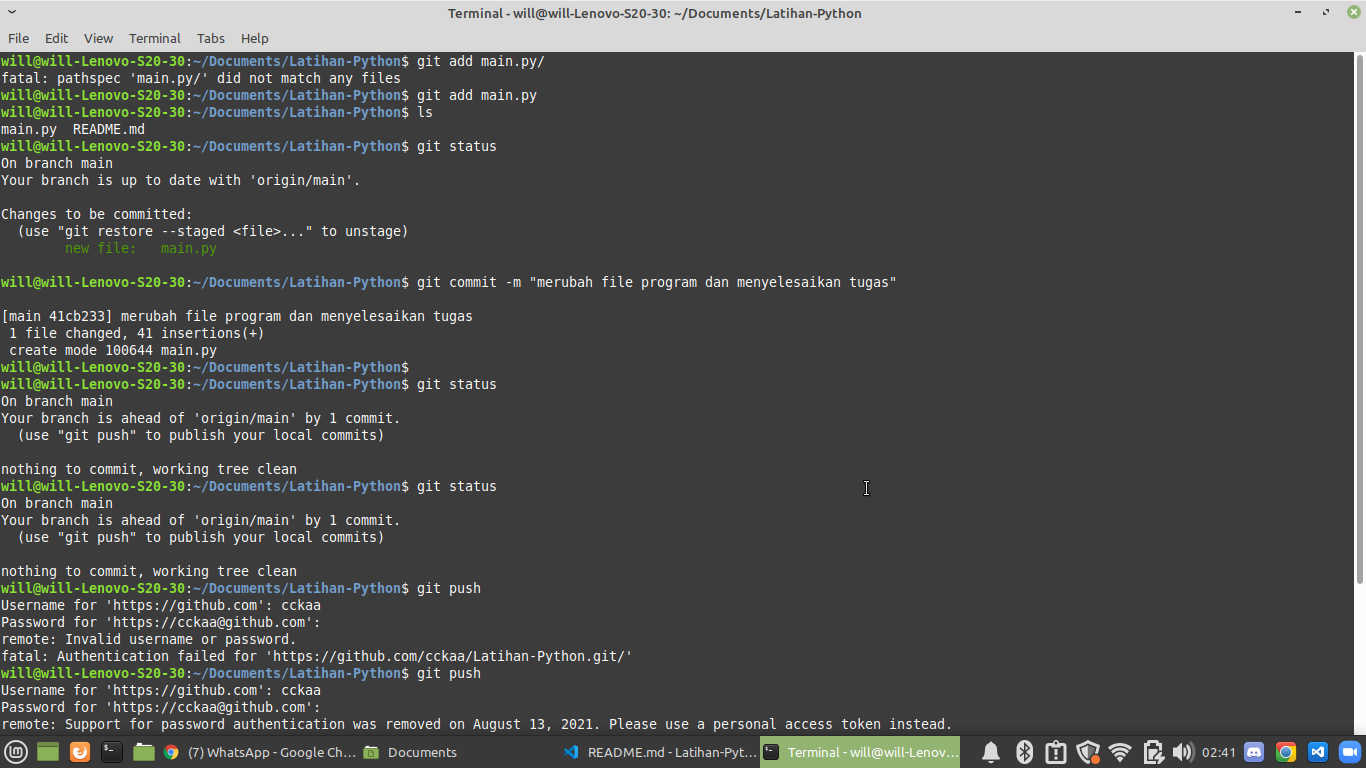 Terminal - will@will-Lenovo-S20-30: ~/Documents/Latihan-Python
File Edit View Terminal Tabs Help
will@will-Lenovo-S20-30:~/Documents/Latihan-Python$ git add main.py/
fatal: pathspec 'main.py/' did not match any files
will@will-Lenovo-S20-30:~/Documents/Latihan-Python$ git add main.py
will@will-Lenovo-S20-30:~/Documents/Latihan-Python$ ls
main.py  README.md
will@will-Lenovo-S20-30:~/Documents/Latihan-Python$ git status
On branch main
Your branch is up to date with 'origin/main'.
Changes to be committed:
  (use "git restore --staged <file>..." to unstage)
        new file:   main.py
will@will-Lenovo-S20-30:~/Documents/Latihan-Python$ git commit -m "merubah file program dan menyelesaikan tugas"
[main 41cb233] merubah file program dan menyelesaikan tugas
 1 file changed, 41 insertions(+)
 create mode 100644 main.py
will@will-Lenovo-S20-30:~/Documents/Latihan-Python$
will@will-Lenovo-S20-30:~/Documents/Latihan-Python$ git status
On branch main
Your branch is ahead of 'origin/main' by 1 commit.
  (use "git push" to publish your local commits)
nothing to commit, working tree clean
will@will-Lenovo-S20-30:~/Documents/Latihan-Python$ git status
On branch main
Your branch is ahead of 'origin/main' by 1 commit.
  (use "git push" to publish your local commits)
nothing to commit, working tree clean
will@will-Lenovo-S20-30:~/Documents/Latihan-Python$ git push
Username for 'https://github.com': cckaa
Password for 'https://cckaa@github.com':
remote: Invalid username or password.
fatal: Authentication failed for 'https://github.com/cckaa/Latihan-Python.git/'
will@will-Lenovo-S20-30:~/Documents/Latihan-Python$ git push
Username for 'https://github.com': cckaa
Password for 'https://cckaa@github.com':
remote: Support for password authentication was removed on August 13, 2021. Please use a personal access token instead.
(7) WhatsApp - Google Ch... Documents README.md - Latihan-Pyt... Terminal - will@will-Lenov... 02:41